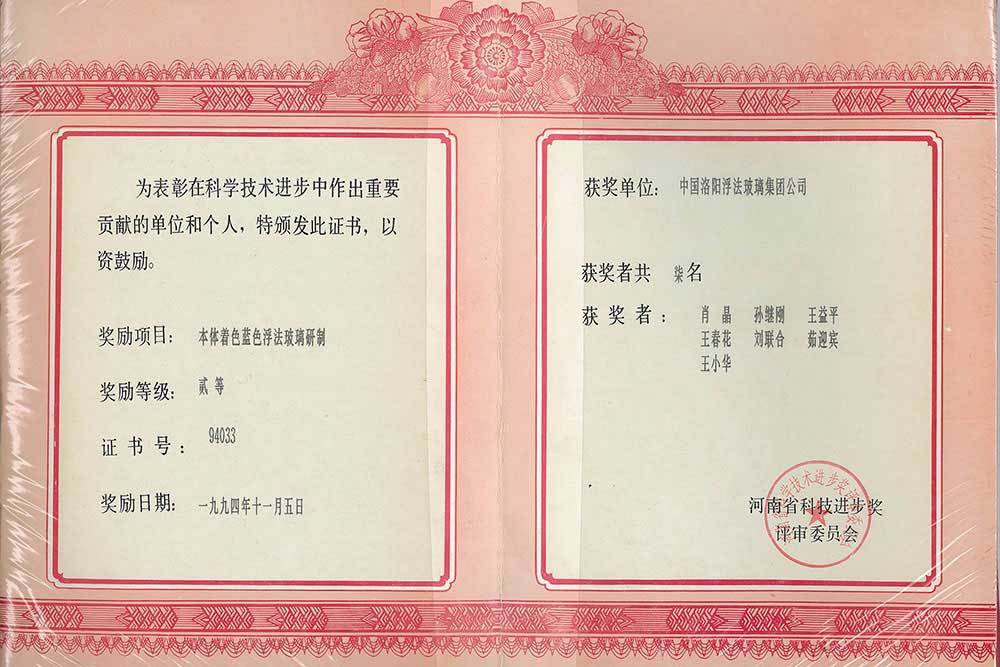 为表彰在科学技术进步中作出重要
贡献的单位和个人，特颁发此证书，以
资鼓励。
奖励项目：本体着色蓝色浮法玻璃研制
奖励等级：贰等
证书号：94033
奖励日期：一九九四年十一月五日
获奖单位：中国洛阳浮法玻璃集团公司
获奖者共 柒名
获奖者：肖晶 孙继刚 王益平
王春花 刘联合 茹迎宾
王小华
河南省科技进步奖
评审委员会